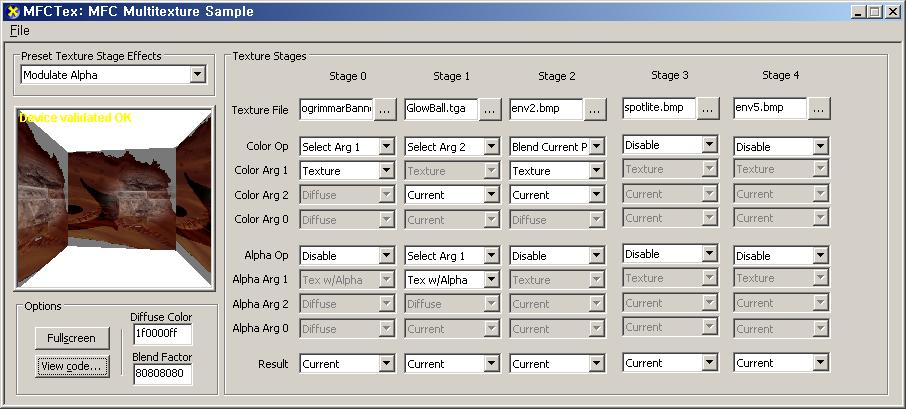 MFCTex: MFC Multitexture Sample
File
Preset Texture Stage Effects
Modulate Alpha
Device validated OK
Options
Fullscreen
View code...
Diffuse Color
1f0000ff
Blend Factor
80808080
Texture Stages
Stage 0 Stage 1 Stage 2 Stage 3 Stage 4
Texture File ogrimmarBann ... GlowBall.tga ... env2.bmp ... spotlite.bmp ... env5.bmp ...
Color Op Select Arg 1 Select Arg 2 Blend Current P Disable Disable
Color Arg 1 Texture Texture Texture Texture Texture
Color Arg 2 Diffuse Current Current Current Current
Color Arg 0 Diffuse Current Diffuse Current Current
Alpha Op Disable Select Arg 1 Disable Disable Disable
Alpha Arg 1 Tex w/Alpha Tex w/Alpha Texture Texture Texture
Alpha Arg 2 Diffuse Diffuse Current Current Current
Alpha Arg 0 Diffuse Current Current Current Current
Result Current Current Current Current Current